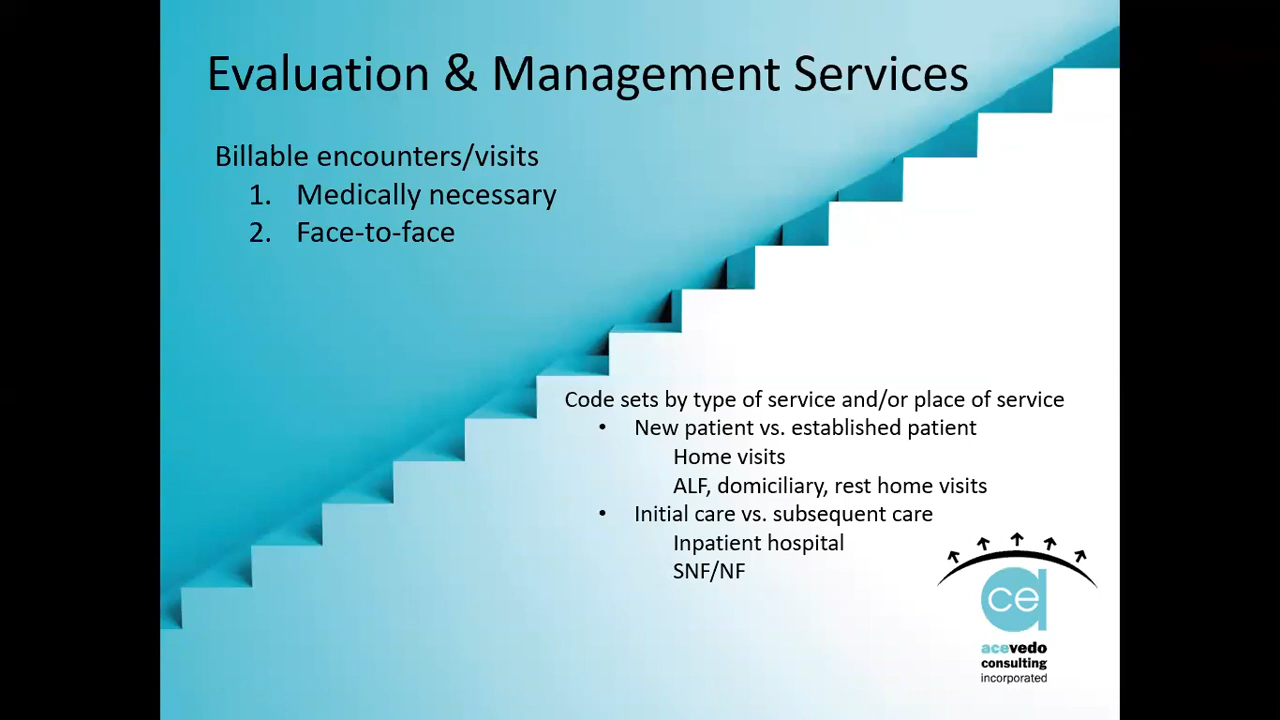 Evaluation & Management Services
Billable encounters/visits
1. Medically necessary
2. Face-to-face
Code sets by type of service and/or place of service
• New patient vs. established patient
Home visits
ALF, domiciliary, rest home visits
• Initial care vs. subsequent care
Inpatient hospital
SNF/NF
ce
acevedo
consulting
incorporated